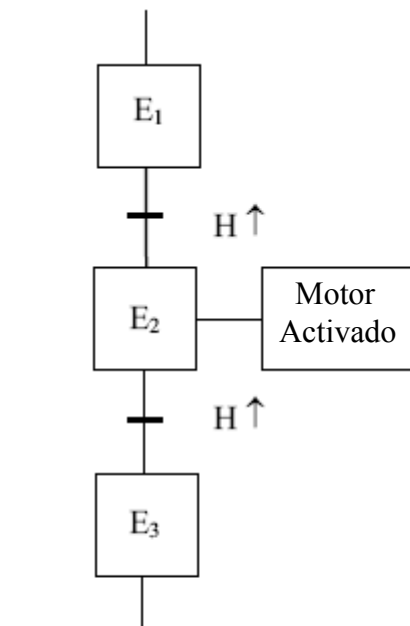 E₁
H ↑
E₂
Motor
Activado
H ↑
E₃